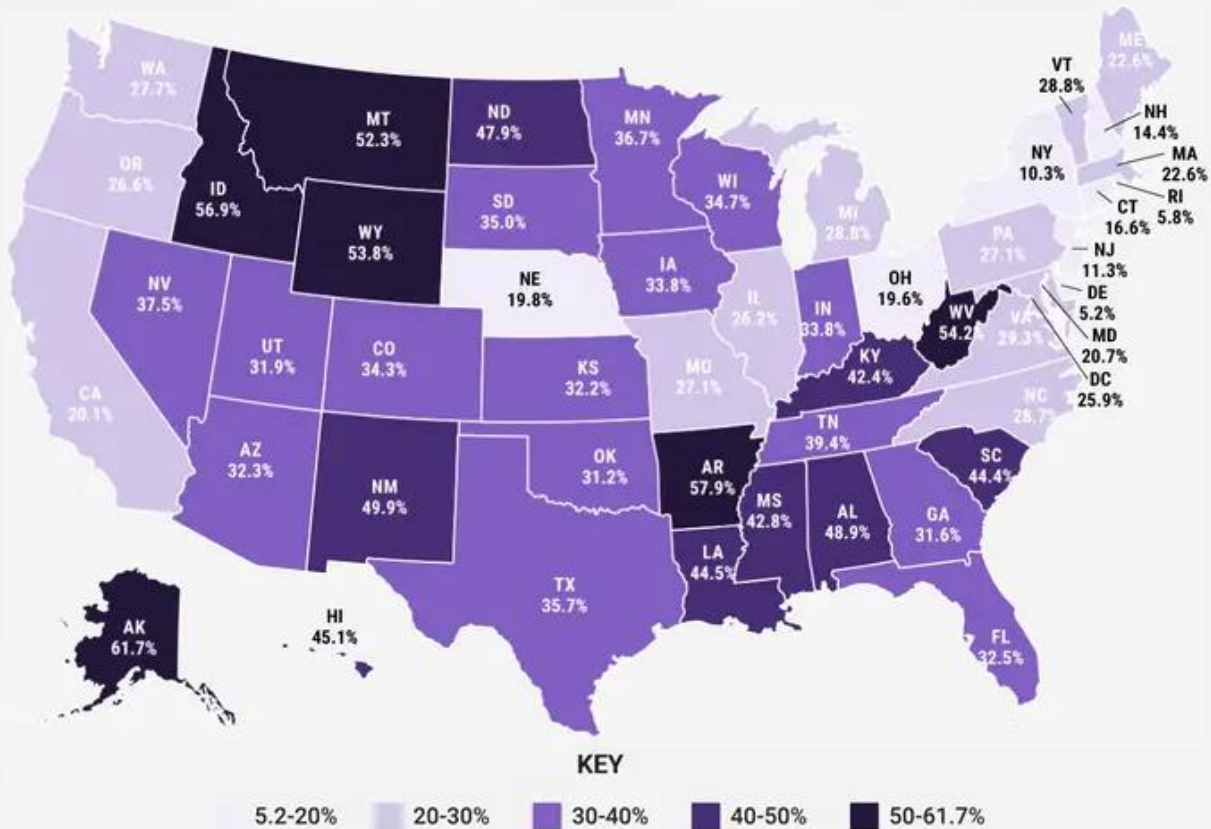 WA
27.7%
OR
26.6%
CA
20.1%
ID
56.9%
NV
37.5%
MT
52.3%
WY
53.8%
UT
31.9%
CO
34.3%
AZ
32.3%
NM
49.9%
ND
47.9%
SD
35.0%
NE
19.8%
KS
32.2%
OK
31.2%
TX
35.7%
MN
36.7%
IA
33.8%
MO
27.1%
AR
57.9%
LA
44.5%
WI
34.7%
IL
26.2%
MI
28.8%
IN
33.8%
OH
19.6%
KY
42.4%
TN
39.4%
MS
42.8%
AL
48.9%
GA
31.6%
FL
32.5%
SC
44.4%
NC
28.7%
VA
29.3%
WV
54.2%
PA
27.1%
NY
10.3%
VT
28.8%
ME
22.6%
NH
14.4%
MA
22.6%
RI
5.8%
CT
16.6%
NJ
11.3%
DE
5.2%
MD
20.7%
DC
25.9%
AK
61.7%
HI
45.1%
KEY
5.2-20%
20-30%
30-40%
40-50%
50-61.7%